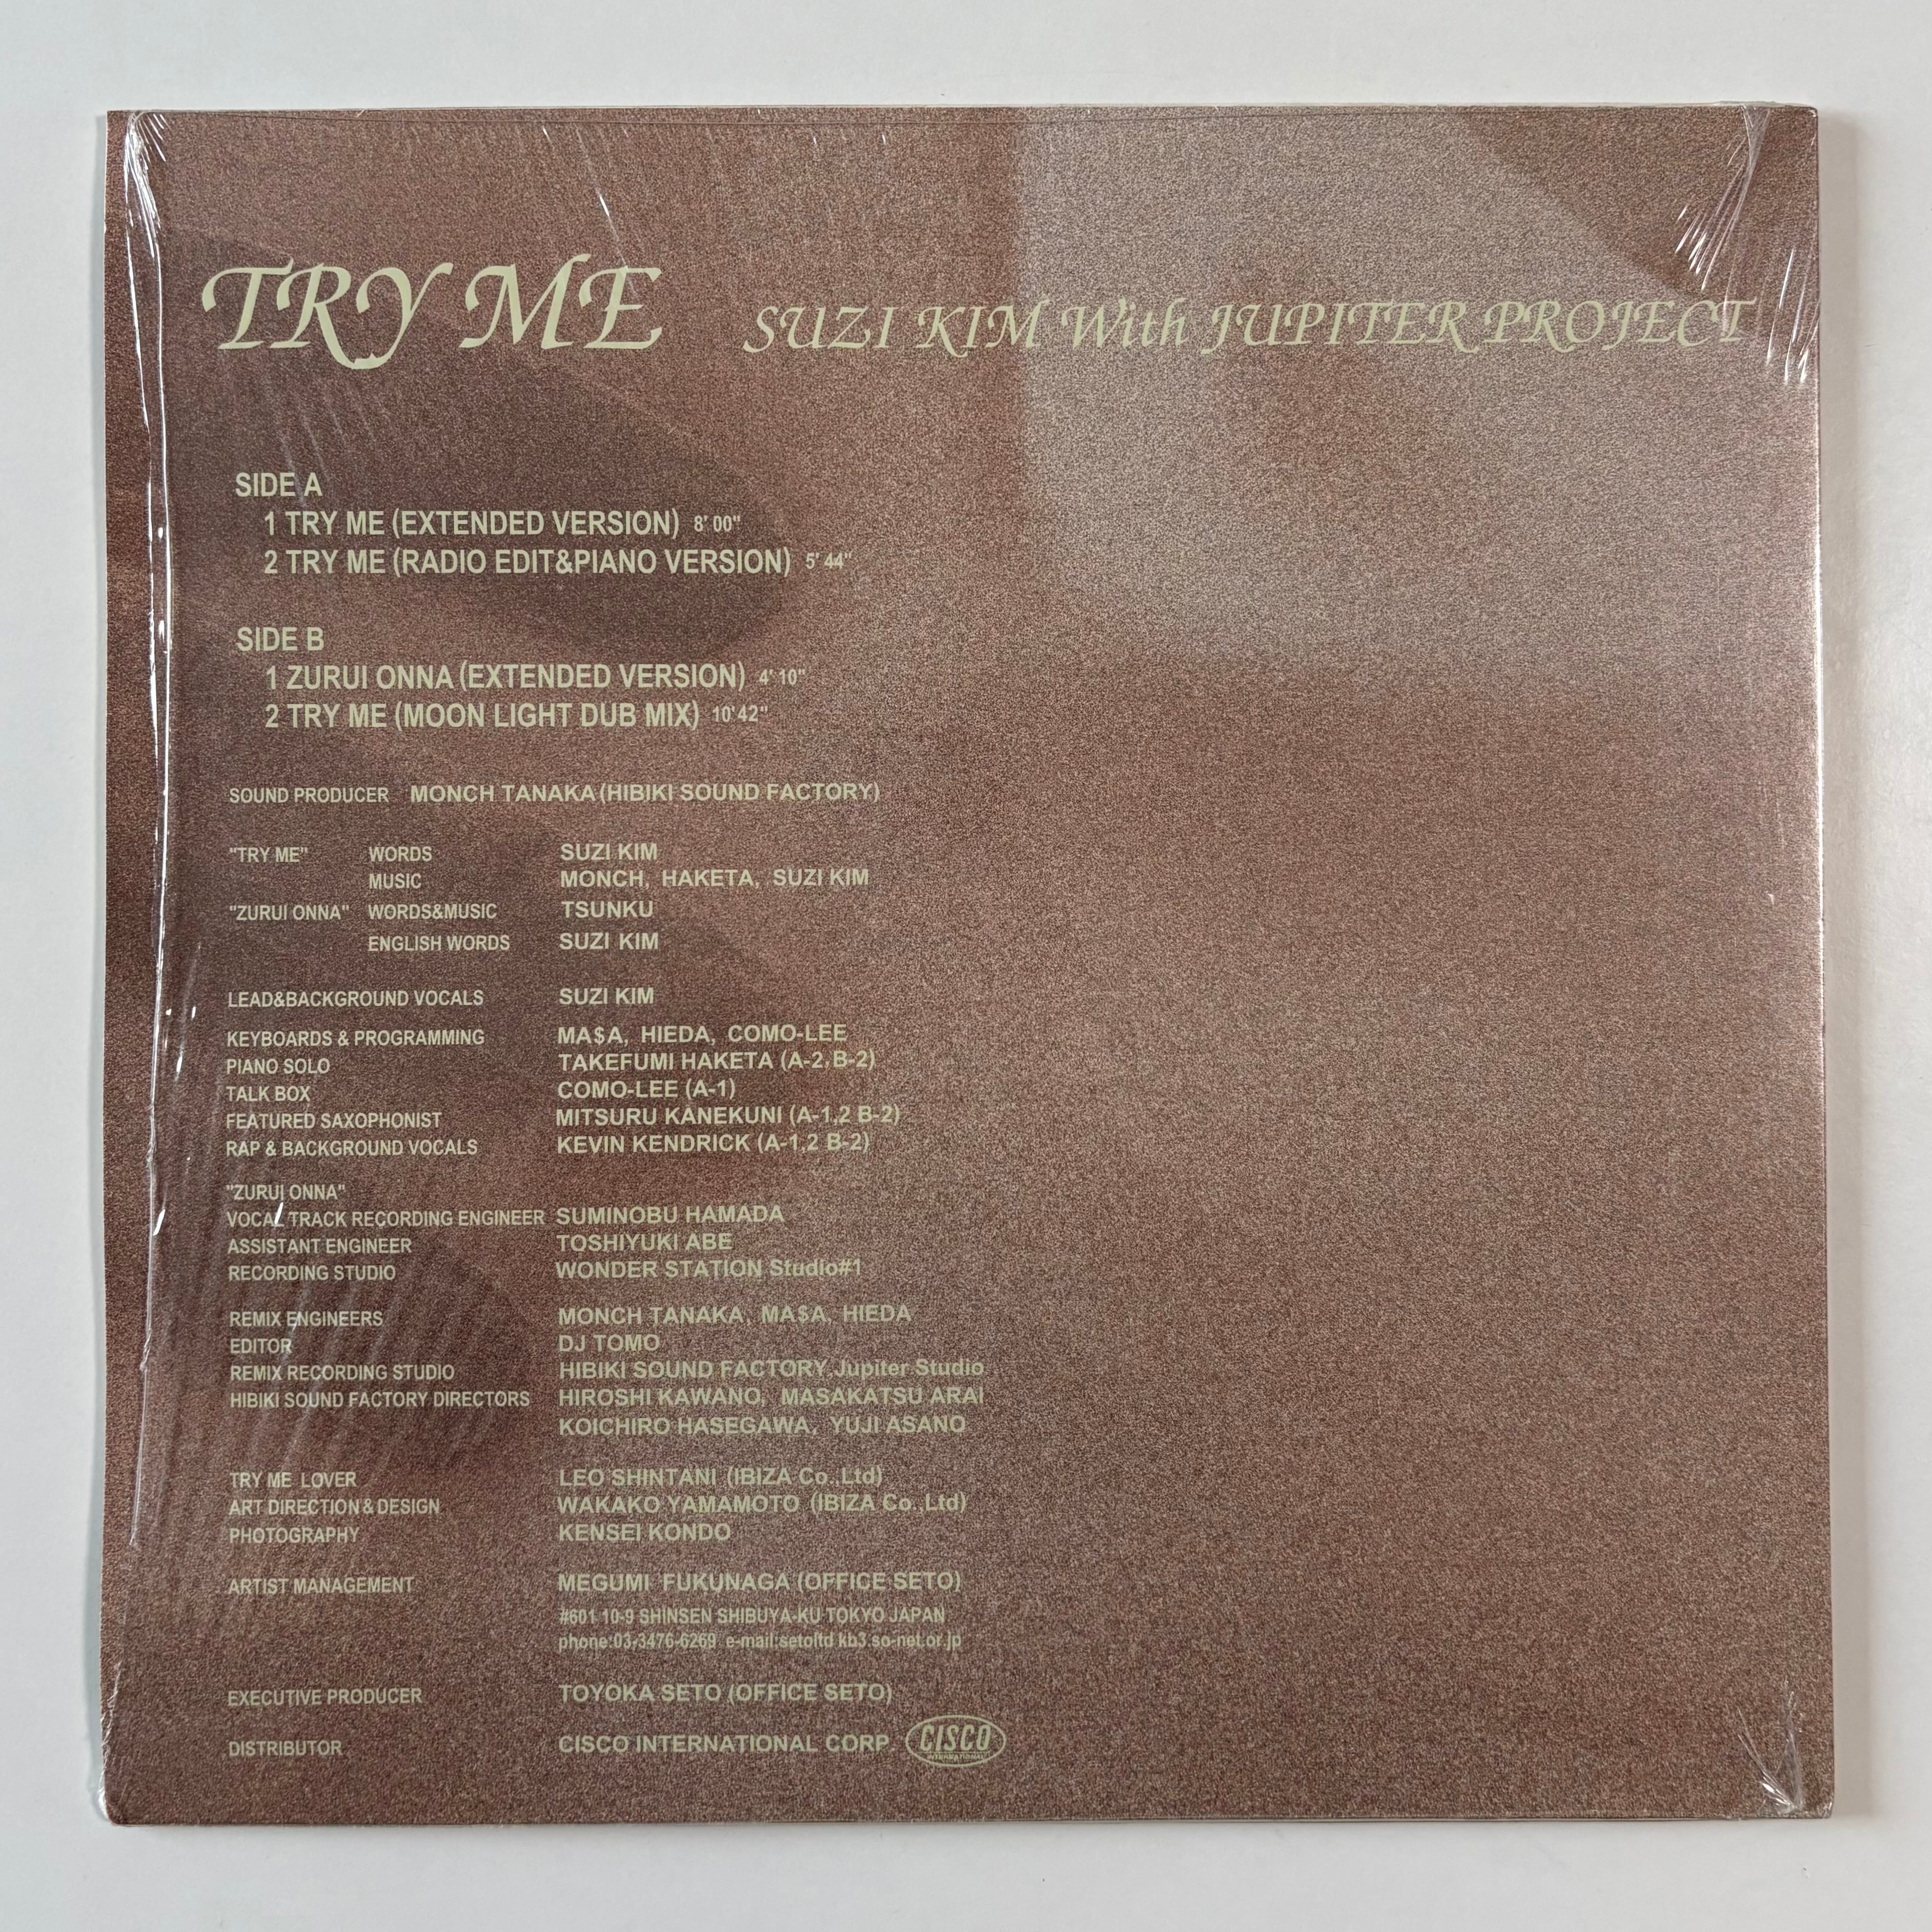 TRY ME SUZI KIM With JUPITER PROJECT
SIDE A
1 TRY ME (EXTENDED VERSION) 8' 00"
2 TRY ME (RADIO EDIT&PIANO VERSION) 5' 44"
SIDE B
1 ZURUI ONNA (EXTENDED VERSION) 4' 10"
2 TRY ME (MOON LIGHT DUB MIX) 10' 42"
SOUND PRODUCER MONCH TANAKA (HIBIKI SOUND FACTORY)
"TRY ME" WORDS SUZI KIM
MUSIC MONCH, HAKETA, SUZI KIM
"ZURUI ONNA" WORDS&MUSIC TSUNKU
ENGLISH WORDS SUZI KIM
LEAD&BACKGROUND VOCALS SUZI KIM
KEYBOARDS & PROGRAMMING MA$A, HIEDA, COMO-LEE
PIANO SOLO TAKEFUMI HAKETA (A-2, B-2)
TALK BOX COMO-LEE (A-1)
FEATURED SAXOPHONIST MITSURU KANEKUNI (A-1,2 B-2)
RAP & BACKGROUND VOCALS KEVIN KENDRICK (A-1,2 B-2)
"ZURUI ONNA"
VOCAL TRACK RECORDING ENGINEER SUMINOBU HAMADA
ASSISTANT ENGINEER TOSHIYUKI ABE
RECORDING STUDIO WONDER STATION Studio#1
REMIX ENGINEERS MONCH TANAKA, MA$A, HIEDA
EDITOR DJ TOMO
REMIX RECORDING STUDIO HIBIKI SOUND FACTORY.Jupiter Studio
HIBIKI SOUND FACTORY DIRECTORS HIROSHI KAWANO, MASAKATSU ARAI
KOICHIRO HASEGAWA, YUJI ASANO
TRY ME LOVER LEO SHINTANI (IBIZA Co.,Ltd)
ART DIRECTION & DESIGN WAKAKO YAMAMOTO (IBIZA Co.,Ltd)
PHOTOGRAPHY KENSEI KONDO
ARTIST MANAGEMENT MEGUMI FUKUNAGA (OFFICE SETO)
#601 10-9 SHINSEN SHIBUYA-KU TOKYO JAPAN
phone:03-3476-6269 e-mail:setoltd kb3.so-net.or.jp
EXECUTIVE PRODUCER TOYOKA SETO (OFFICE SETO)
DISTRIBUTOR CISCO INTERNATIONAL CORP. CISCO
INTERNATIONAL